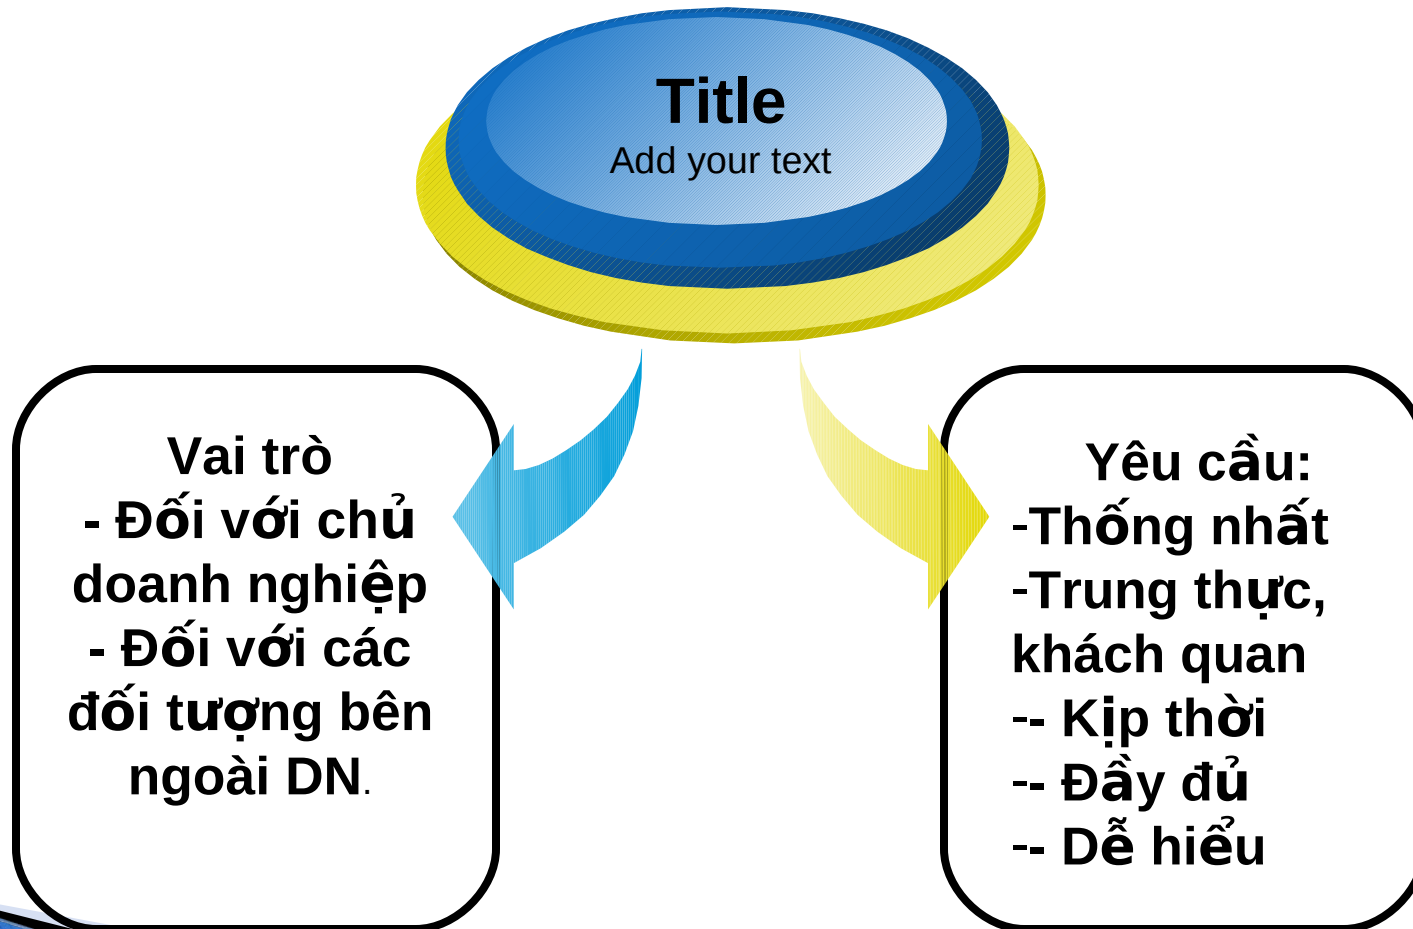 Title
Add your text
Vai trò
- Đối với chủ
doanh nghiệp
- Đối với các
đối tượng bên
ngoài DN.
Yêu cầu:
-Thống nhất
-Trung thực,
khách quan
-- Kịp thời
-- Đầy đủ
-- Dễ hiểu